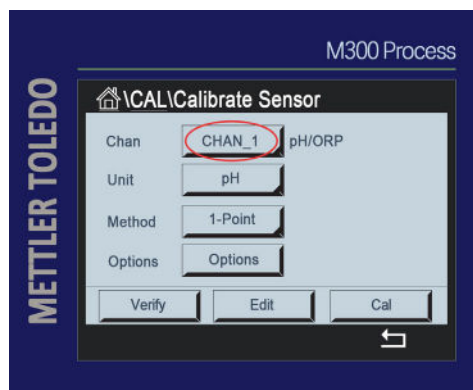 M300 Process
METTLER TOLEDO
\CAL\Calibrate Sensor
Chan CHAN_1 pH/ORP
Unit pH
Method 1-Point
Options Options
Verify Edit Cal